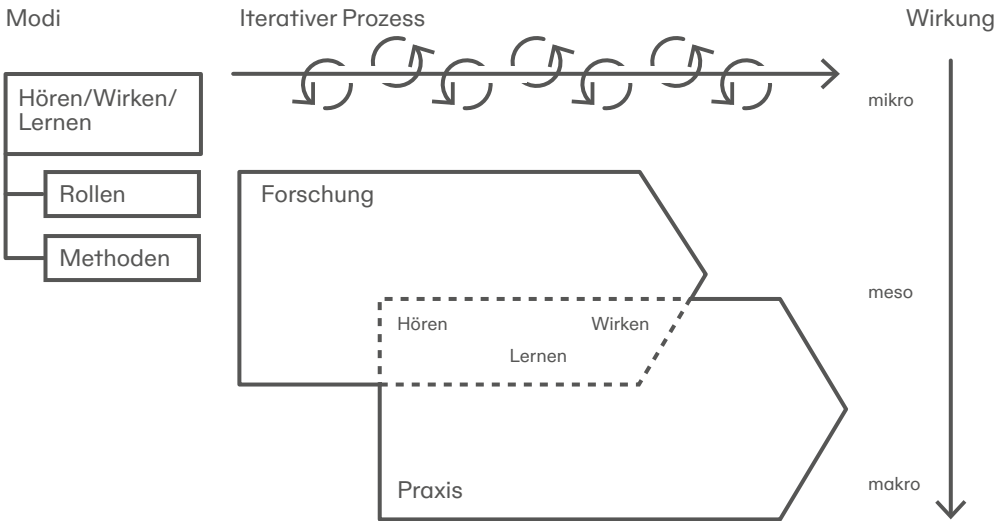 Modi
Iterativer Prozess
Wirkung
Hören/Wirken/
Lernen
Rollen
Methoden
Forschung
Hören
Wirken
Lernen
Praxis
mikro
meso
makro